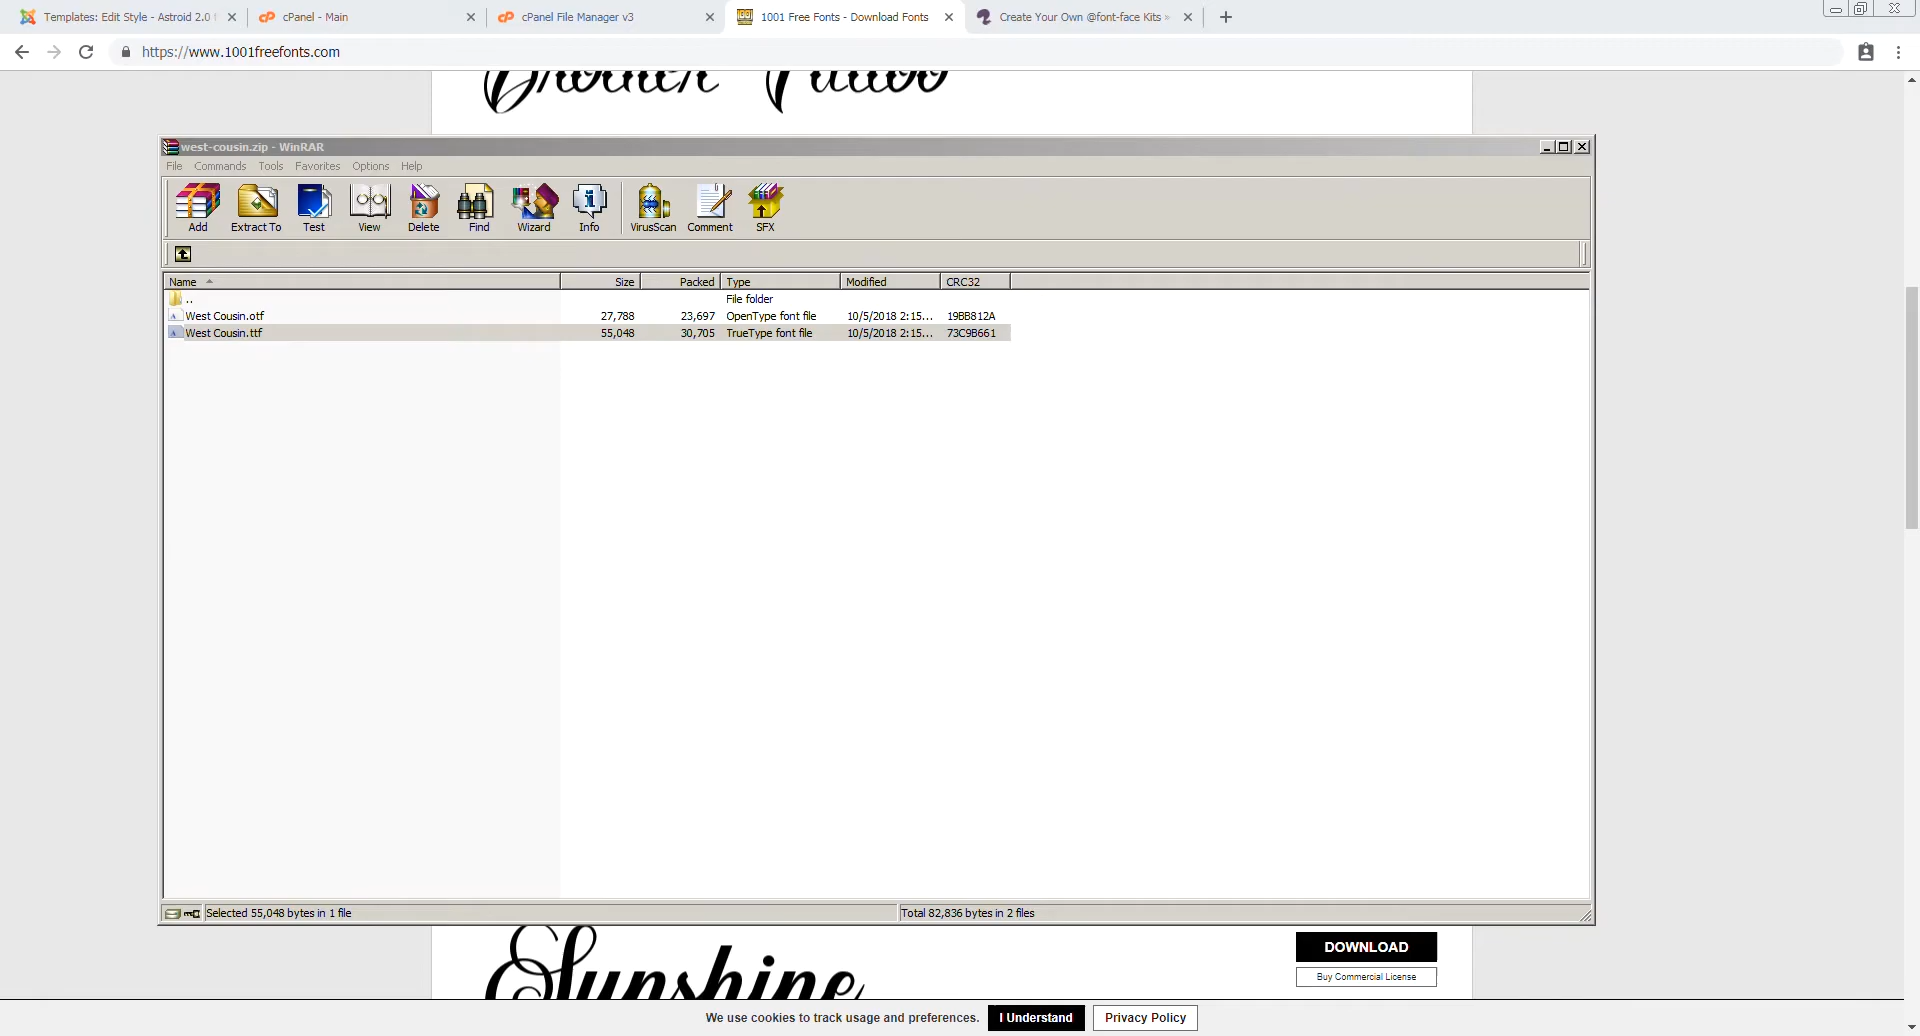 Templates: Edit Style - Astroid 2.0
cPanel - Main
cPanel File Manager v3
1001 Free Fonts - Download Fonts
Create Your Own @font-face Kits »
https://www.1001freefonts.com
Brother Tattoo
west-cousin.zip - WinRAR
File Commands Tools Favorites Options Help
Add Extract To Test View Delete Find Wizard Info VirusScan Comment SFX
Name Size Packed Type Modified CRC32
.. File folder
West Cousin.otf 27,788 23,697 OpenType font file 10/5/2018 2:15... 19BB812A
West Cousin.ttf 55,048 30,705 TrueType font file 10/5/2018 2:15... 73C9B661
Selected 55,048 bytes in 1 file
Total 82,836 bytes in 2 files
Sunshine
DOWNLOAD
Buy Commercial License
We use cookies to track usage and preferences. I Understand Privacy Policy